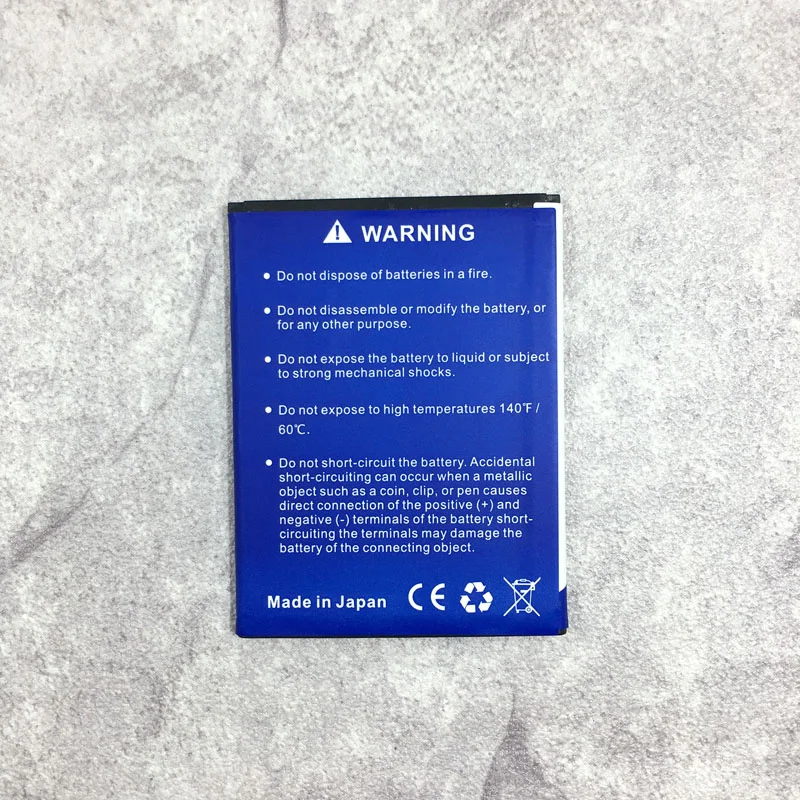 WARNING
● Do not dispose of batteries in a fire.
● Do not disassemble or modify the battery, or
for any other purpose.
● Do not expose the battery to liquid or subject
to strong mechanical shocks.
● Do not expose to high temperatures 140℉ /
60℃.
● Do not short-circuit the battery. Accidental
short-circuiting can occur when a metallic
object such as a coin, clip, or pen causes
direct connection of the positive (+) and
negative (-) terminals of the battery short-
circuiting the terminals may damage the
battery of the connecting object.
Made in Japan CE